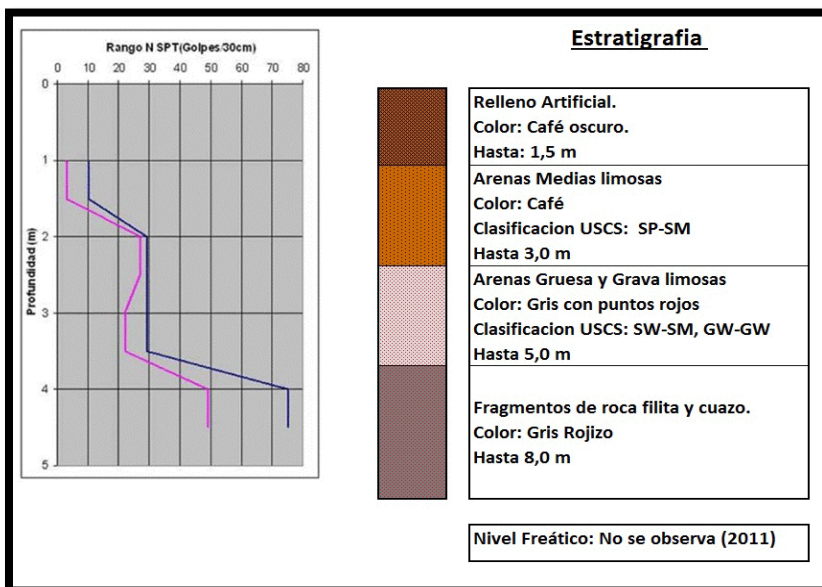 Rango N SPT(Golpes/30cm)
0 10 20 30 40 50 60 70 80
0
1
2
3
4
5
Profundidad (m)
Estratigrafia
Relleno Artificial.
Color: Café oscuro.
Hasta: 1,5 m
Arenas Medias limosas
Color: Café
Clasificacion USCS: SP-SM
Hasta 3,0 m
Arenas Gruesa y Grava limosas
Color: Gris con puntos rojos
Clasificacion USCS: SW-SM, GW-GW
Hasta 5,0 m
Fragmentos de roca filita y cuazo.
Color: Gris Rojizo
Hasta 8,0 m
Nivel Freático: No se observa (2011)